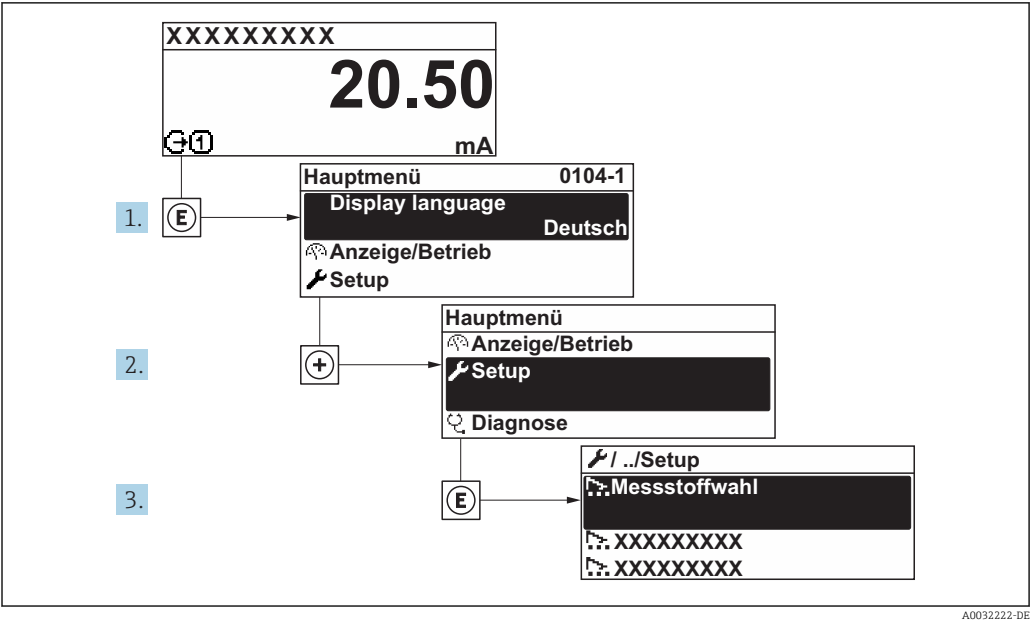 XXXXXXXXX
20.50
1
mA
Hauptmenü 0104-1
Display language
Deutsch
1.
E
Anzeige/Betrieb
Setup
Hauptmenü
Anzeige/Betrieb
2.
+
Setup
Diagnose
/ ../Setup
Messstoffwahl
3.
E
XXXXXXXXX
XXXXXXXXX
A0032222-DE